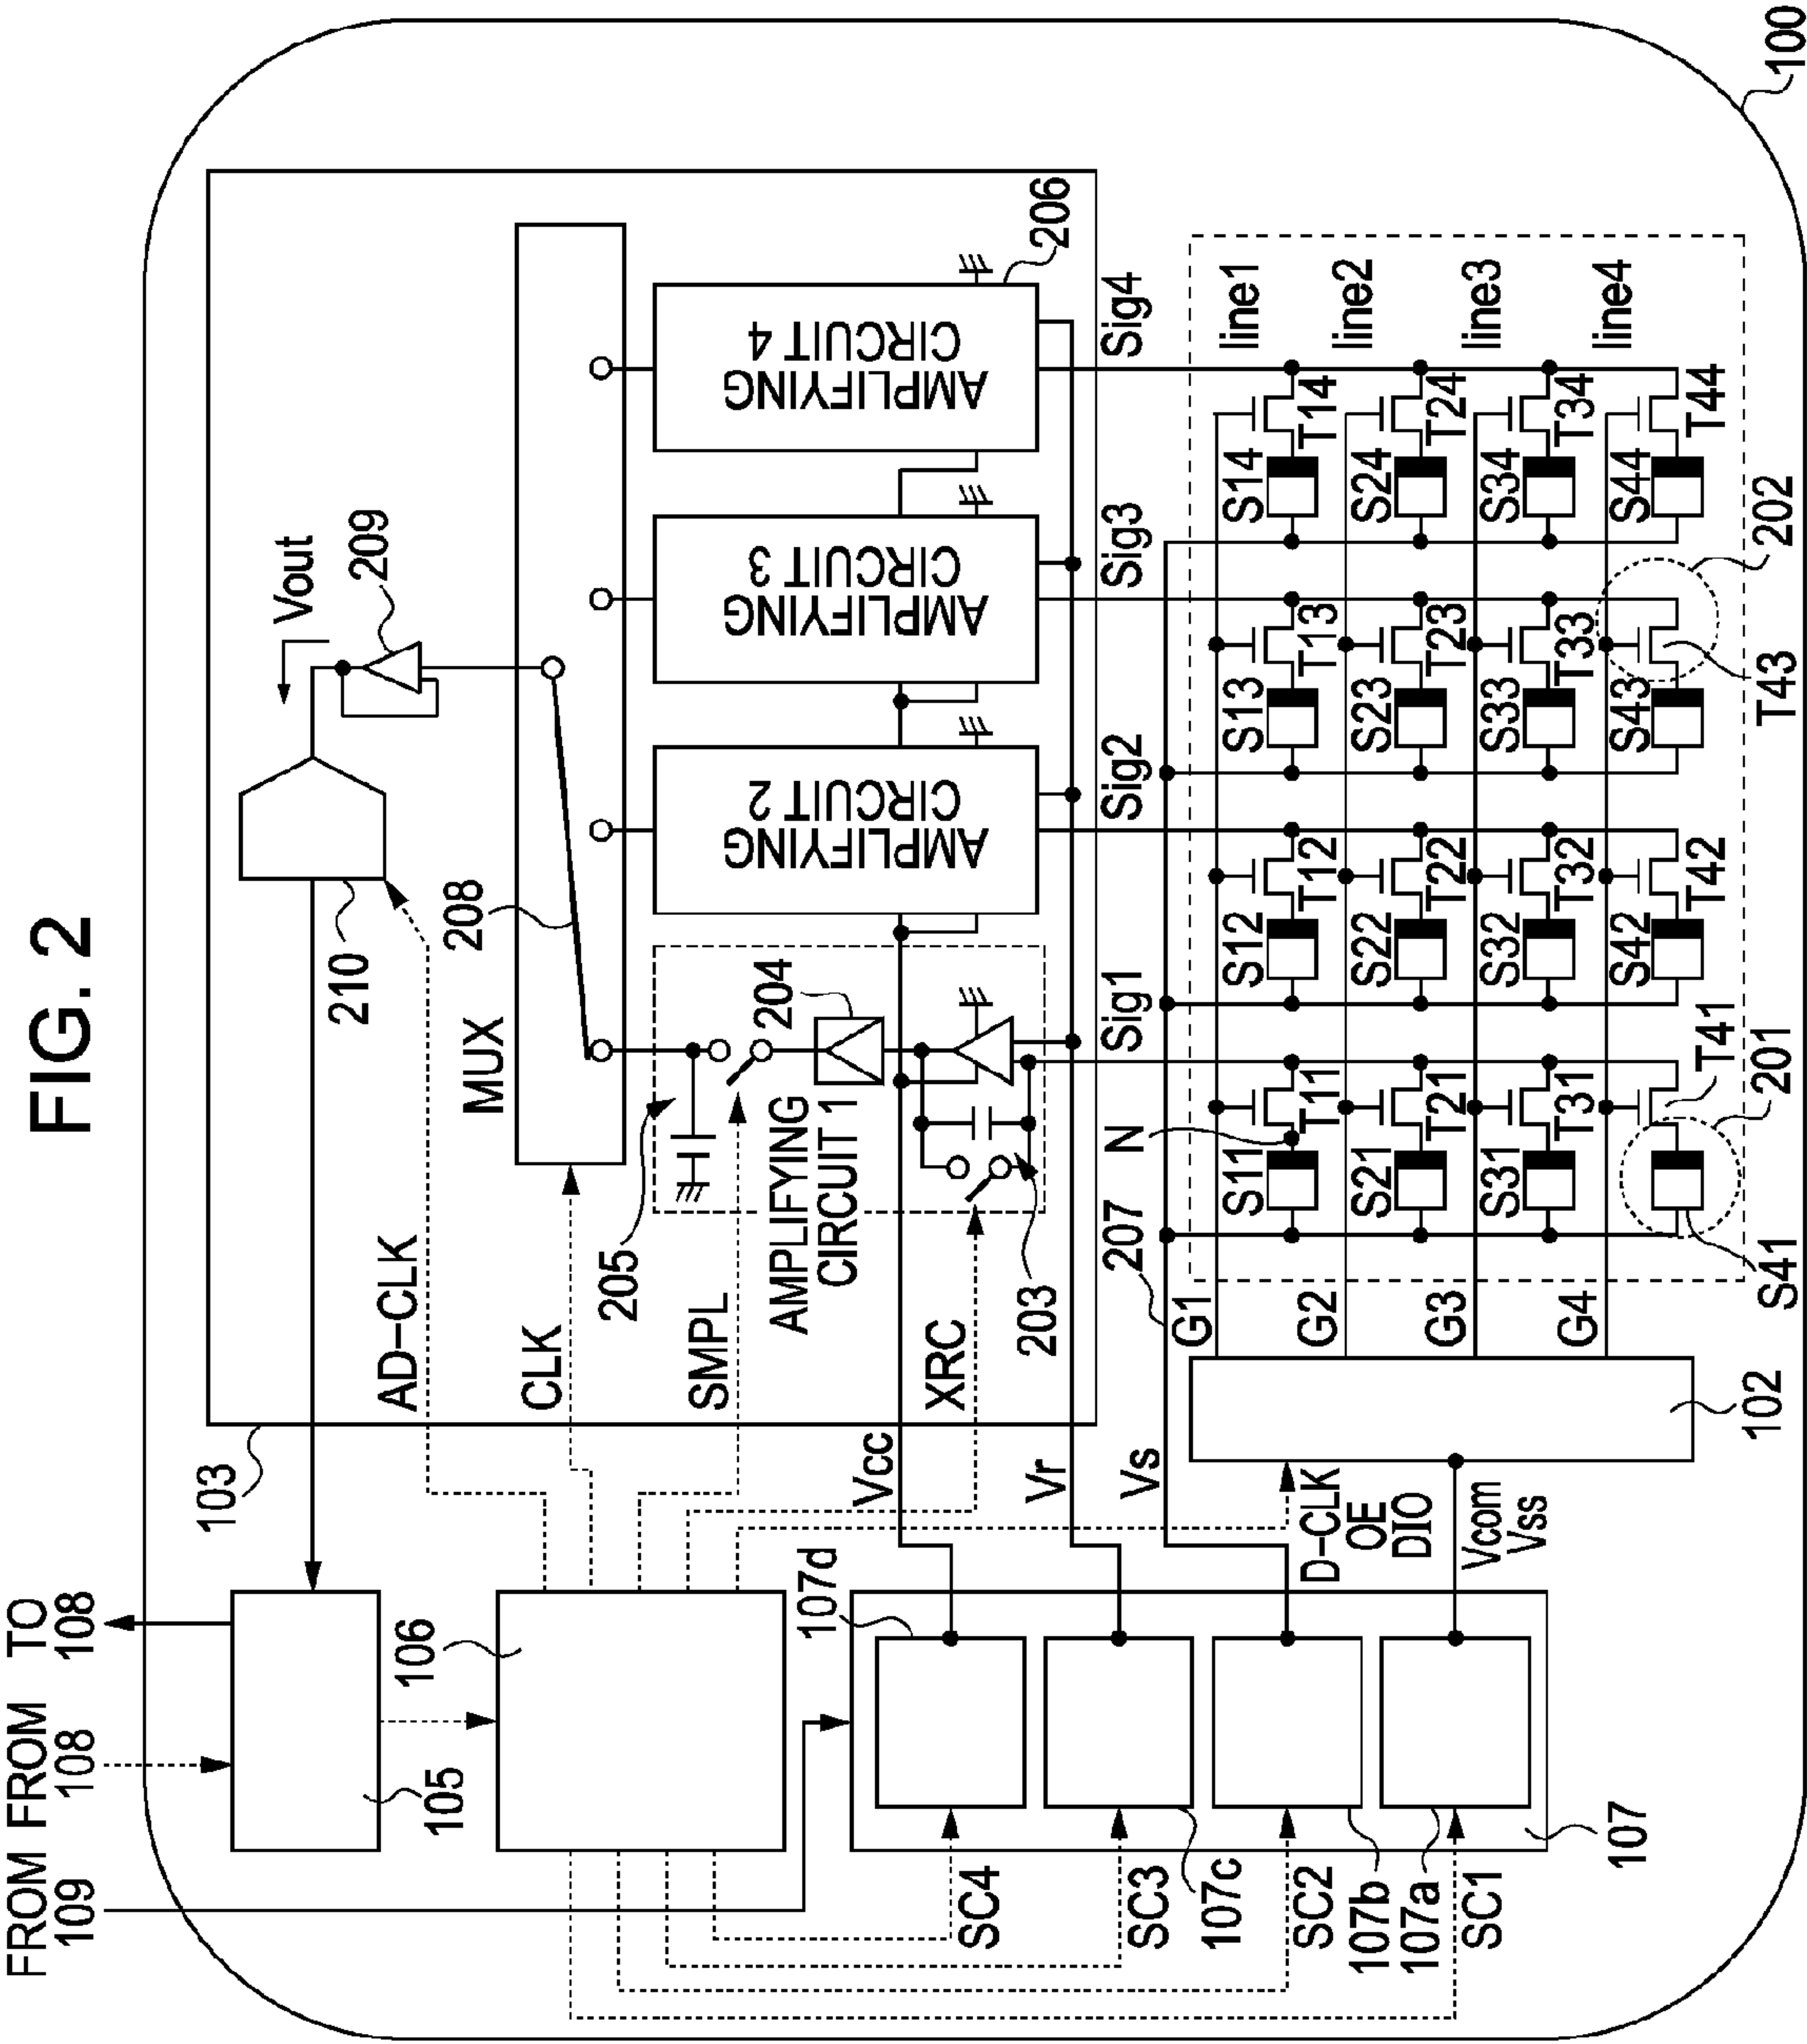 FIG. 2
FROM 109
FROM 108
TO 108
100
103
105
106
107
107a
107b
107c
107d
SC4
SC3
SC2
SC1
AD-CLK
CLK
SMPL
XRC
Vcc
Vr
Vs
D-CLK
OE
DIO
Vcom
Vss
102
MUX
208
210
209
Vout
205
204
203
206
AMPLIFYING CIRCUIT 1
AMPLIFYING CIRCUIT 2
AMPLIFYING CIRCUIT 3
AMPLIFYING CIRCUIT 4
Sig1
Sig2
Sig3
Sig4
207
N
G1
G2
G3
G4
line1
line2
line3
line4
S11
T11
S12
T12
S13
T13
S14
T14
S21
T21
S22
T22
S23
T23
S24
T24
S31
T31
S32
T32
S33
T33
S34
T34
S41
T41
S42
T42
S43
T43
S44
T44
201
202